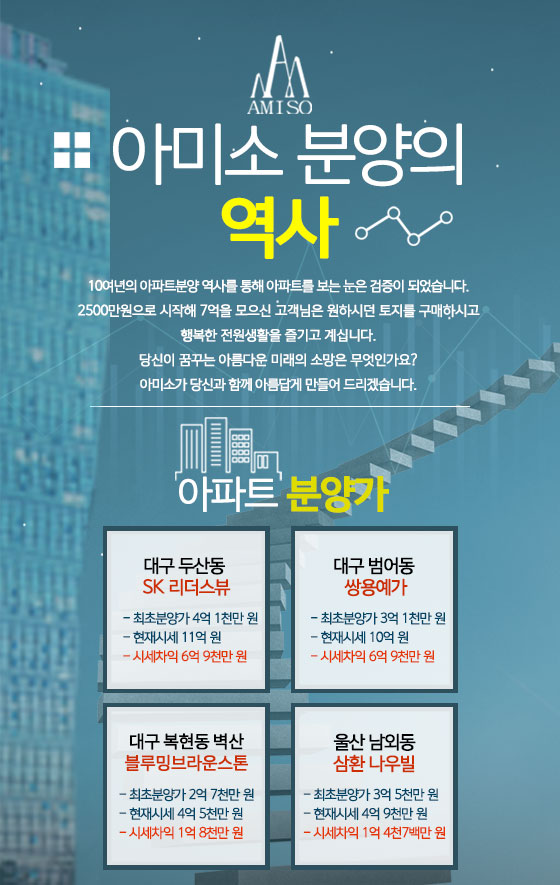 AMISO
아미소 분양의
역사
10여년의 아파트분양 역사를 통해 아파트를 보는 눈은 검증이 되었습니다.
2500만원으로 시작해 7억을 모으신 고객님은 원하시던 토지를 구매하시고
행복한 전원생활을 즐기고 계십니다.
당신이 꿈꾸는 아름다운 미래의 소망은 무엇인가요?
아미소가 당신과 함께 아름답게 만들어 드리겠습니다.
아파트 분양가
대구 두산동
SK 리더스뷰
- 최초분양가 4억 1천만 원
- 현재시세 11억 원
- 시세차익 6억 9천만 원
대구 범어동
쌍용예가
- 최초분양가 3억 1천만 원
- 현재시세 10억 원
- 시세차익 6억 9천만 원
대구 복현동 벽산
블루밍브라운스톤
- 최초분양가 2억 7천만 원
- 현재시세 4억 5천만 원
- 시세차익 1억 8천만 원
울산 남외동
삼환 나우빌
- 최초분양가 3억 5천만 원
- 현재시세 4억 9천만 원
- 시세차익 1억 4천7백만 원